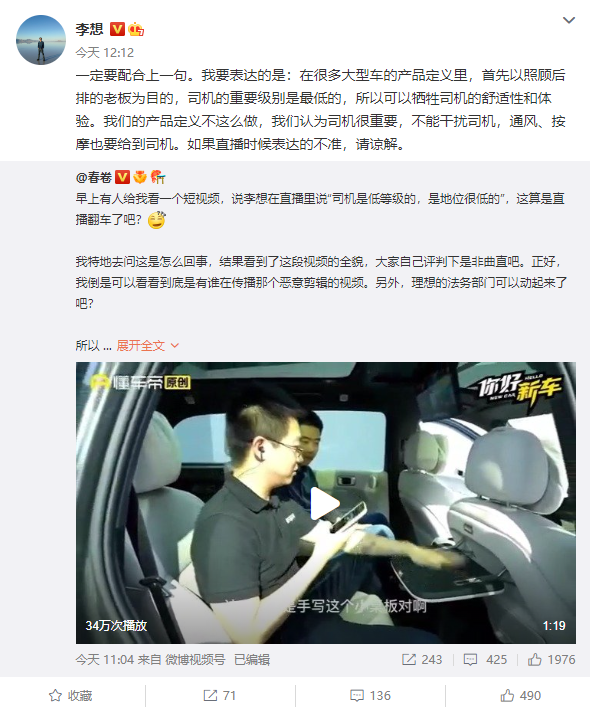 李想
今天 12:12
一定要配合上一句。我要表达的是：在很多大型车的产品定义里，首先以照顾后
排的老板为目的，司机的重要级别是最低的，所以可以牺牲司机的舒适性和体
验。我们的产品定义不这么做，我们认为司机很重要，不能干扰司机，通风、按
摩也要给到司机。如果直播时候表达的不准，请谅解。
@春卷
早上有人给我看一个短视频，说李想在直播里说“司机是低等级的，是地位很低的”，这算是直
播翻车了吧？
我特地去问这是怎么回事，结果看到了这段视频的全貌，大家自己评判下是非曲直吧。正好，
我倒是可以看看到底是有谁在传播那个恶意剪辑的视频。另外，理想的法务部门可以动起来了
吧？
所以 ... 展开全文
懂车帝 原创
你好 HELLO
NEW CAR 新车
是手写这个小桌板对啊
34万次播放 1:19
今天 11:04 来自 微博视频号 已编辑 243 425 1976
收藏 71 136 490